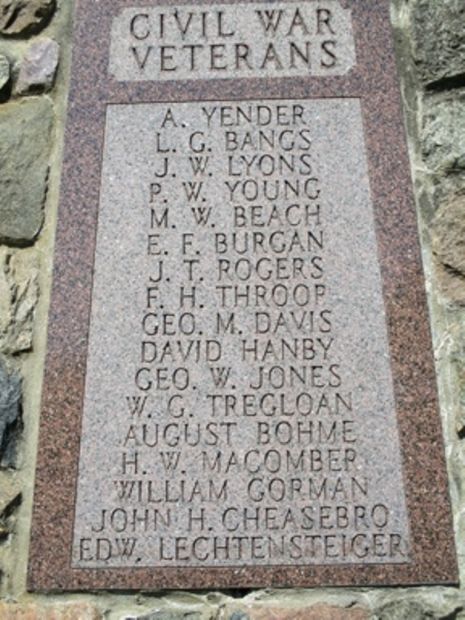 CIVIL WAR
VETERANS
A. YENDER
L. G. BANGS
J. W. LYONS
P. W. YOUNG
M. W. BEACH
E. F. BURGAN
J. T. ROGERS
F. H. THROOP
GEO. M. DAVIS
DAVID HANBY
GEO. W. JONES
W. G. TREGLOAN
AUGUST BOHME
H. W. MACOMBER
WILLIAM GORMAN
JOHN H. CHEASEBRO
EDW. LECHTENSTEIGER